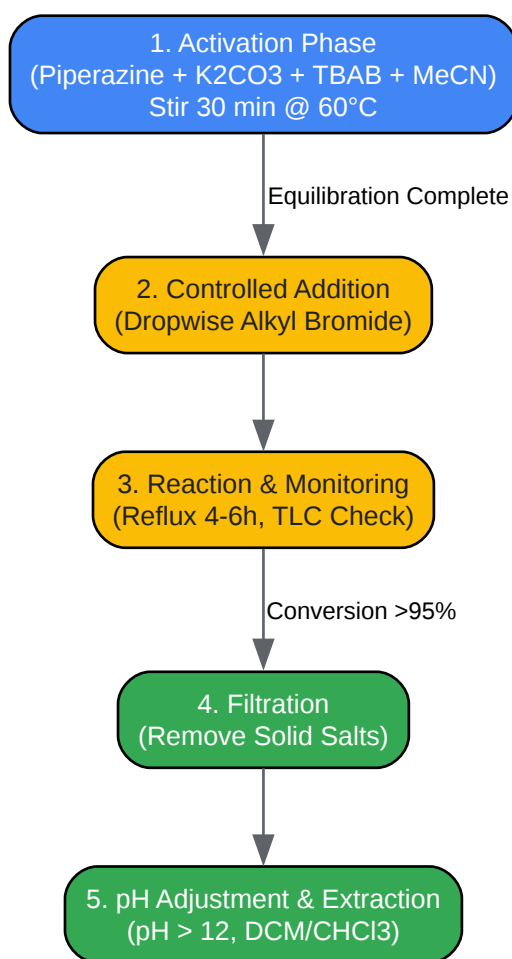 1. Activation Phase
(Piperazine + K2CO3 + TBAB + MeCN)
Stir 30 min @ 60°C
Equilibration Complete
2. Controlled Addition
(Dropwise Alkyl Bromide)
3. Reaction & Monitoring
(Reflux 4-6h, TLC Check)
Conversion >95%
4. Filtration
(Remove Solid Salts)
5. pH Adjustment & Extraction
(pH > 12, DCM/CHCl3)